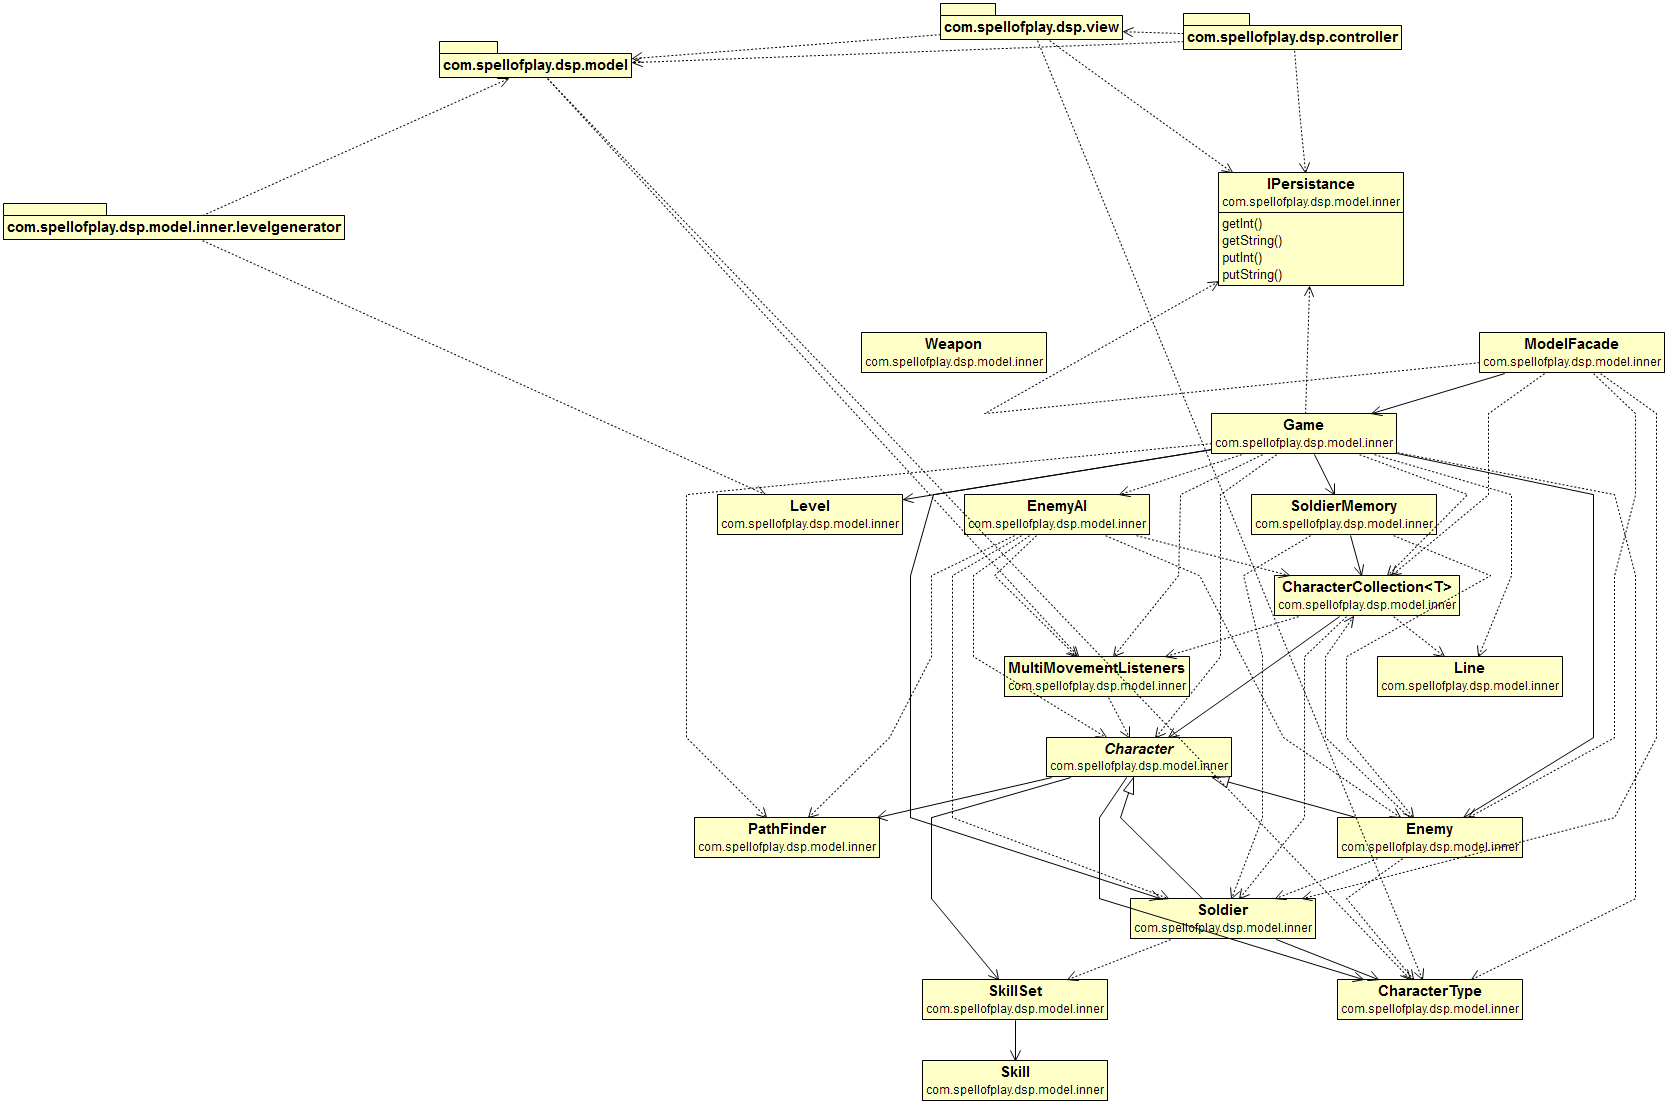 com.spellofplay.dsp.view
com.spellofplay.dsp.controller
com.spellofplay.dsp.model
IPersistance
com.spellofplay.dsp.model.inner
getInt()
getString()
putInt()
putString()
com.spellofplay.dsp.model.inner.levelgenerator
Weapon
com.spellofplay.dsp.model.inner
ModelFacade
com.spellofplay.dsp.model.inner
Game
com.spellofplay.dsp.model.inner
Level
com.spellofplay.dsp.model.inner
EnemyAI
com.spellofplay.dsp.model.inner
SoldierMemory
com.spellofplay.dsp.model.inner
CharacterCollection<T>
com.spellofplay.dsp.model.inner
MultiMovementListeners
com.spellofplay.dsp.model.inner
Line
com.spellofplay.dsp.model.inner
Character
com.spellofplay.dsp.model.inner
PathFinder
com.spellofplay.dsp.model.inner
Enemy
com.spellofplay.dsp.model.inner
Soldier
com.spellofplay.dsp.model.inner
SkillSet
com.spellofplay.dsp.model.inner
CharacterType
com.spellofplay.dsp.model.inner
Skill
com.spellofplay.dsp.model.inner